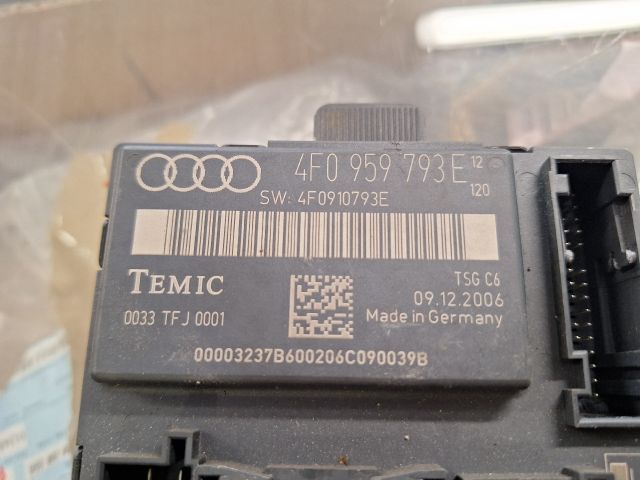 4F0 959 793 E 12
120
SW: 4F0910793E
TEMIC
TSG C6
09.12.2006
0033 TFJ 0001
Made in Germany
00003237B600206C090039B